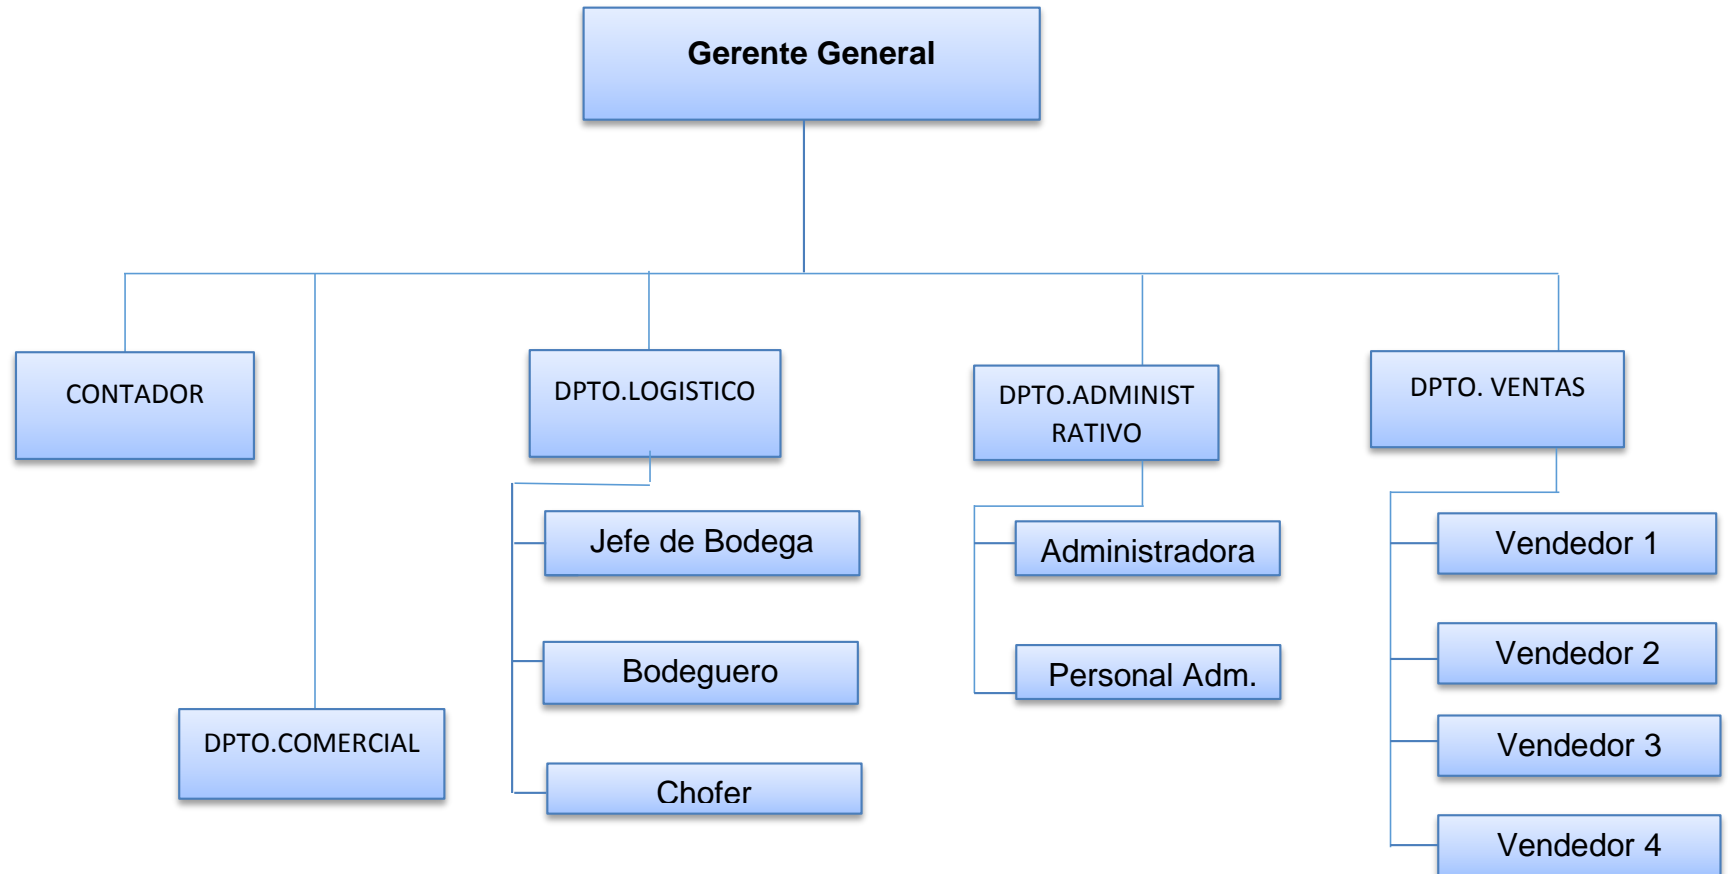 Gerente General
CONTADOR
DPTO.LOGISTICO
DPTO.ADMINIST
RATIVO
DPTO. VENTAS
Jefe de Bodega
Administradora
Vendedor 1
Bodeguero
Personal Adm.
Vendedor 2
DPTO.COMERCIAL
Vendedor 3
Chofer
Vendedor 4